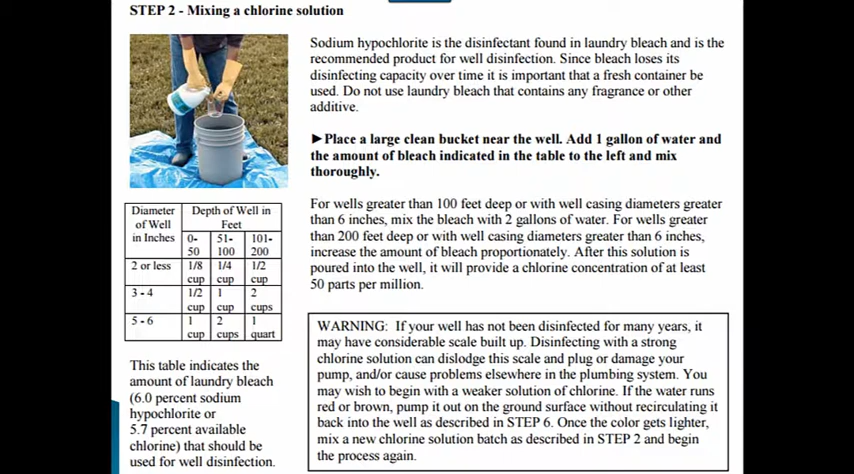 STEP 2 - Mixing a chlorine solution
Sodium hypochlorite is the disinfectant found in laundry bleach and is the
recommended product for well disinfection. Since bleach loses its
disinfecting capacity over time it is important that a fresh container be
used. Do not use laundry bleach that contains any fragrance or other
additive.
►Place a large clean bucket near the well. Add 1 gallon of water and
the amount of bleach indicated in the table to the left and mix
thoroughly.
For wells greater than 100 feet deep or with well casing diameters greater
than 6 inches, mix the bleach with 2 gallons of water. For wells greater
than 200 feet deep or with well casing diameters greater than 6 inches,
increase the amount of bleach proportionately. After this solution is
poured into the well, it will provide a chlorine concentration of at least
50 parts per million.
Diameter of Well in Inches
Depth of Well in Feet
0-50 51-100 101-200
2 or less 1/8 cup 1/4 cup 1/2 cup
3 - 4 1/2 cup 1 cup 2 cups
5 - 6 1 cup 2 cups 1 quart
This table indicates the
amount of laundry bleach
(6.0 percent sodium
hypochlorite or
5.7 percent available
chlorine) that should be
used for well disinfection.
WARNING: If your well has not been disinfected for many years, it
may have considerable scale built up. Disinfecting with a strong
chlorine solution can dislodge this scale and plug or damage your
pump, and/or cause problems elsewhere in the plumbing system. You
may wish to begin with a weaker solution of chlorine. If the water runs
red or brown, pump it out on the ground surface without recirculating it
back into the well as described in STEP 6. Once the color gets lighter,
mix a new chlorine solution batch as described in STEP 2 and begin
the process again.